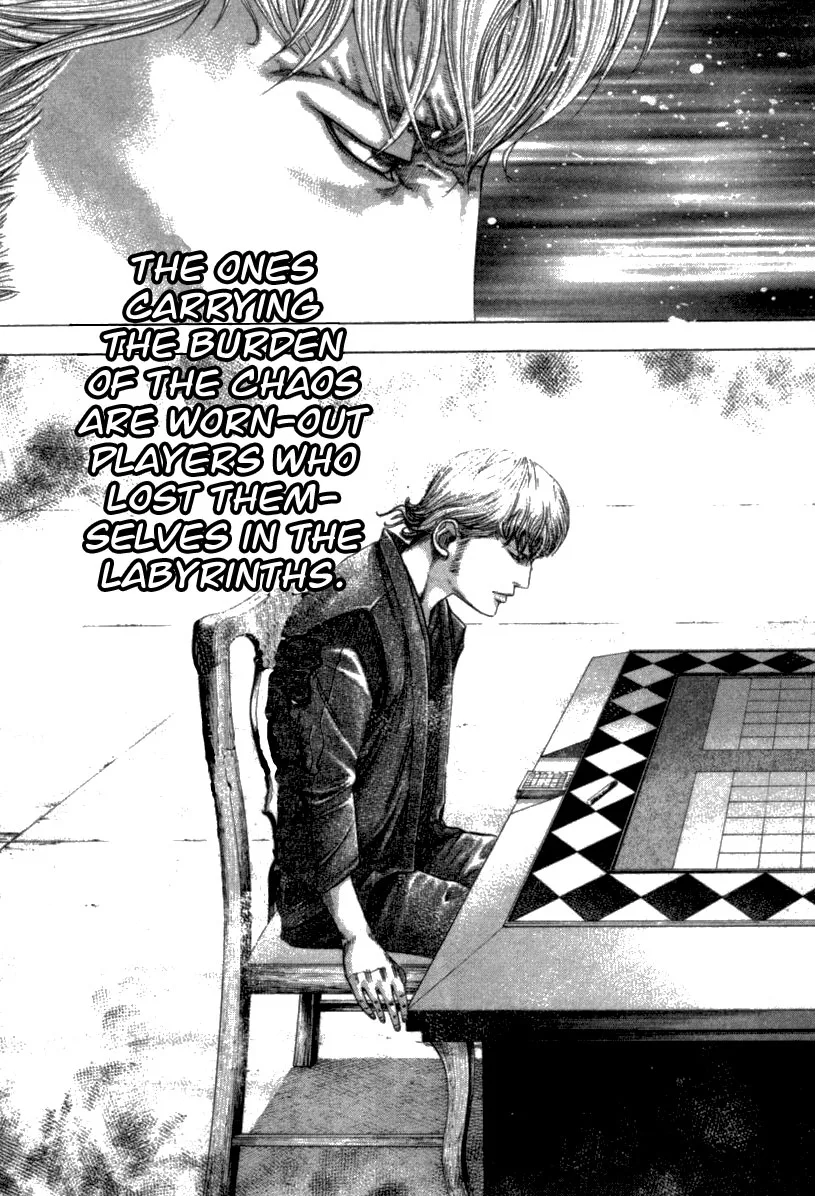 THE ONES
CARRYING
THE BURDEN
OF THE CHAOS
ARE WORN-OUT
PLAYERS WHO
LOST THEM-
SELVES IN THE
LABYRINTHS.